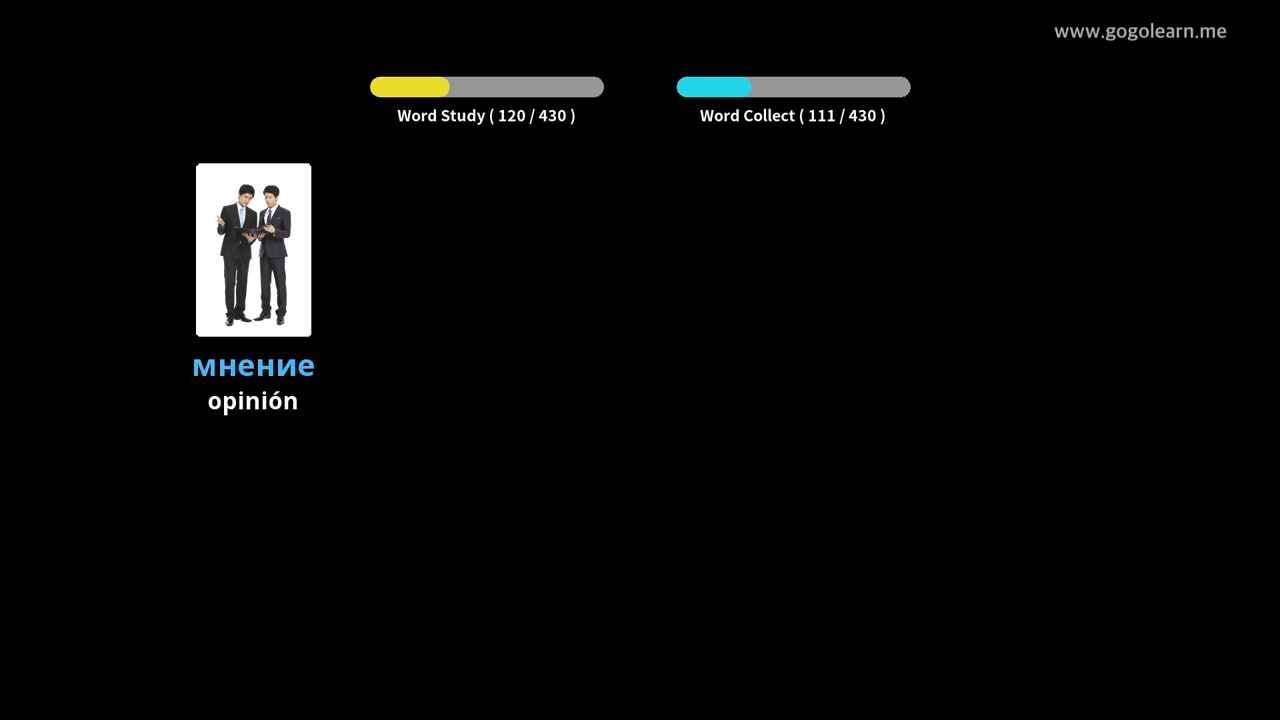 www.gogolearn.me
Word Study ( 120 / 430 )
Word Collect ( 111 / 430 )
мнение
opinión